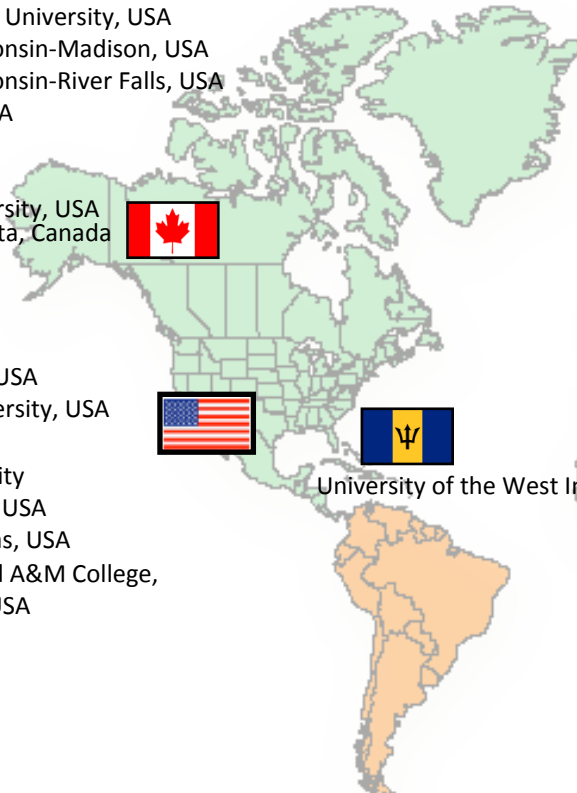 University, USA
onsin-Madison, USA
onsin-River Falls, USA
A
rsity, USA
ta, Canada
USA
ersity, USA
ity
USA
s, USA
A&M College,
USA
University of the West In